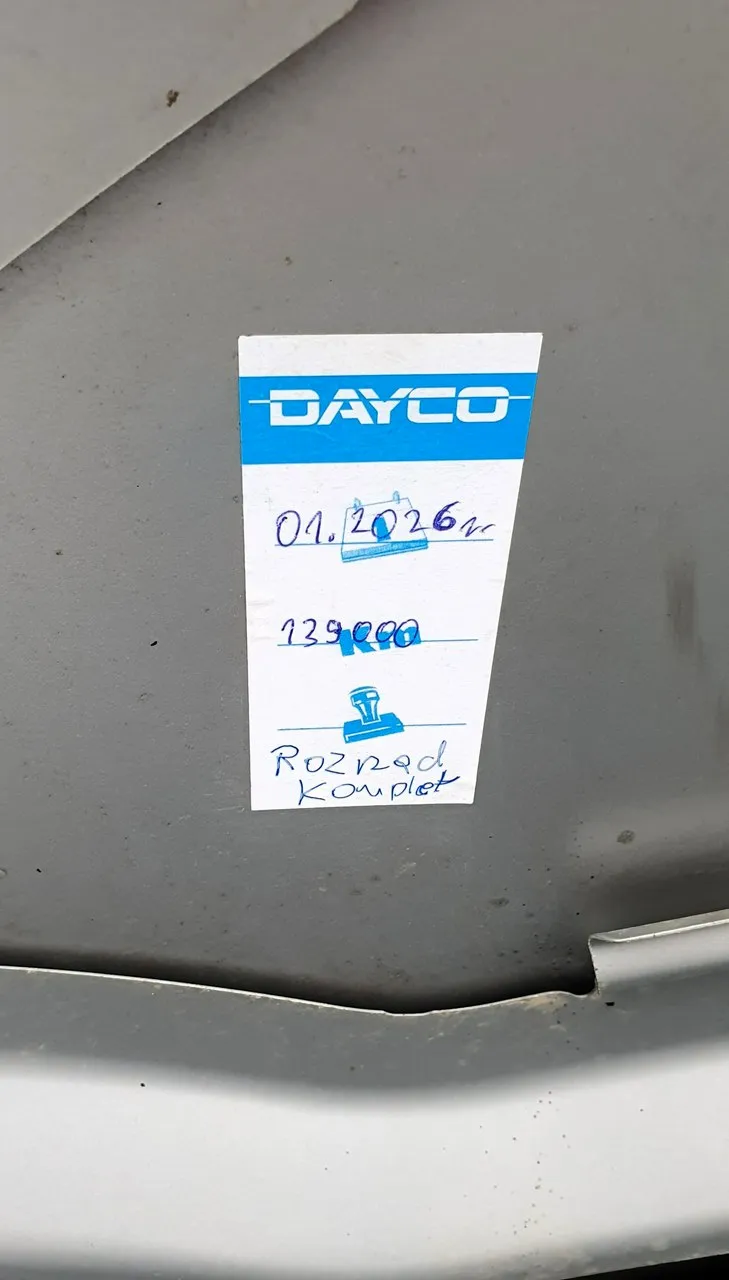 DAYCO
01.2026r.
139000
Km
Rozrząd
Komplet